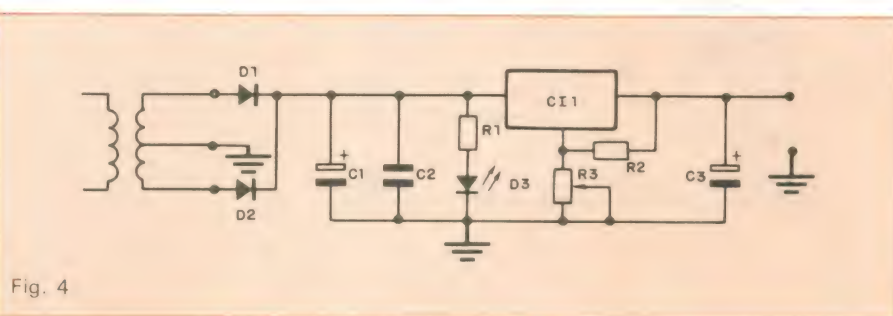 D1
CI1
R1
C1
C2
D3
R3
R2
C3
D2
+
+
Fig. 4